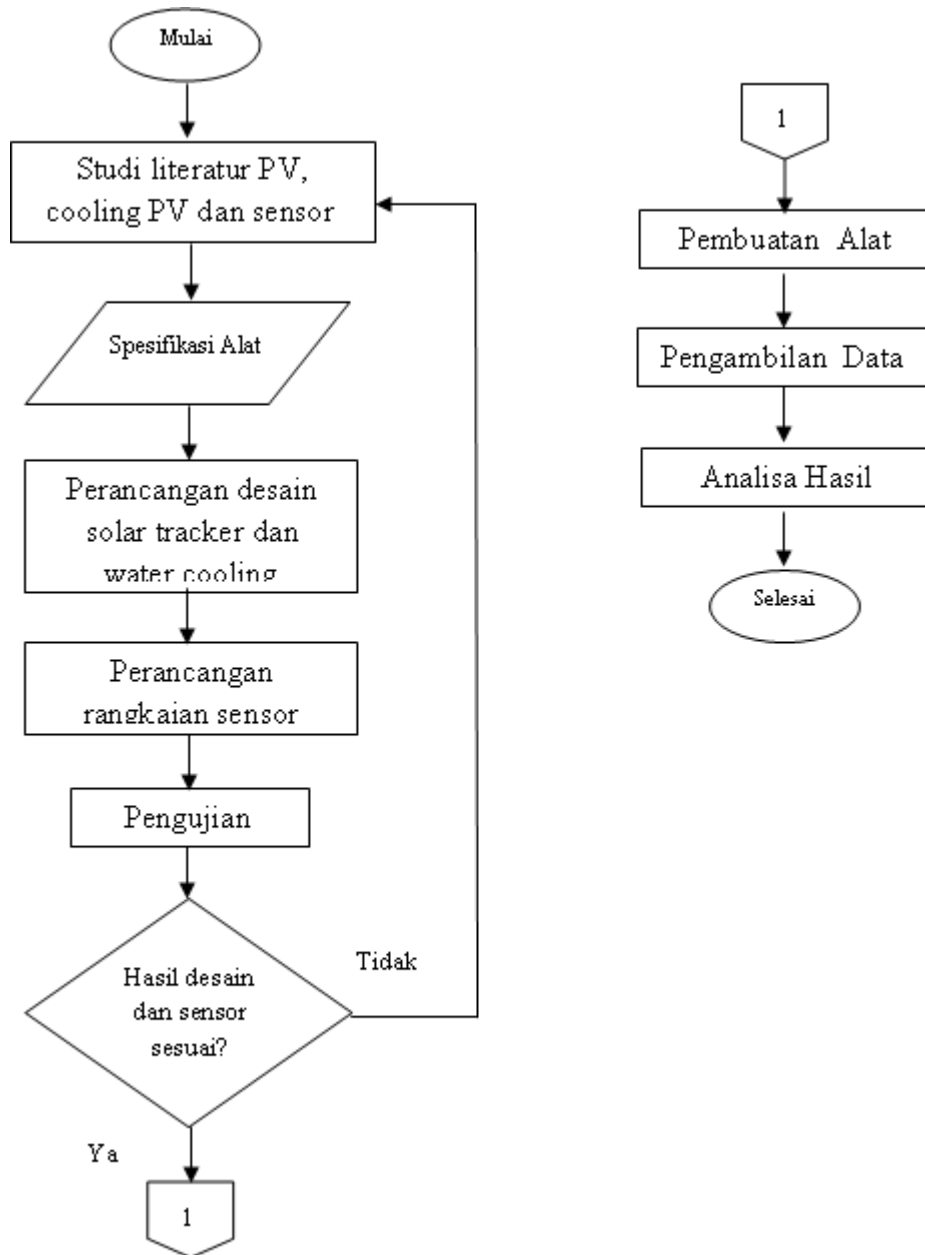 Mulai
Studi literatur PV,
cooling PV dan sensor
Spesifikasi Alat
Perancangan desain
solar tracker dan
water cooling
Perancangan
rangkaian sensor
Pengujian
Hasil desain
dan sensor
sesuai?
Tidak
Ya
1
1
Pembuatan Alat
Pengambilan Data
Analisa Hasil
Selesai